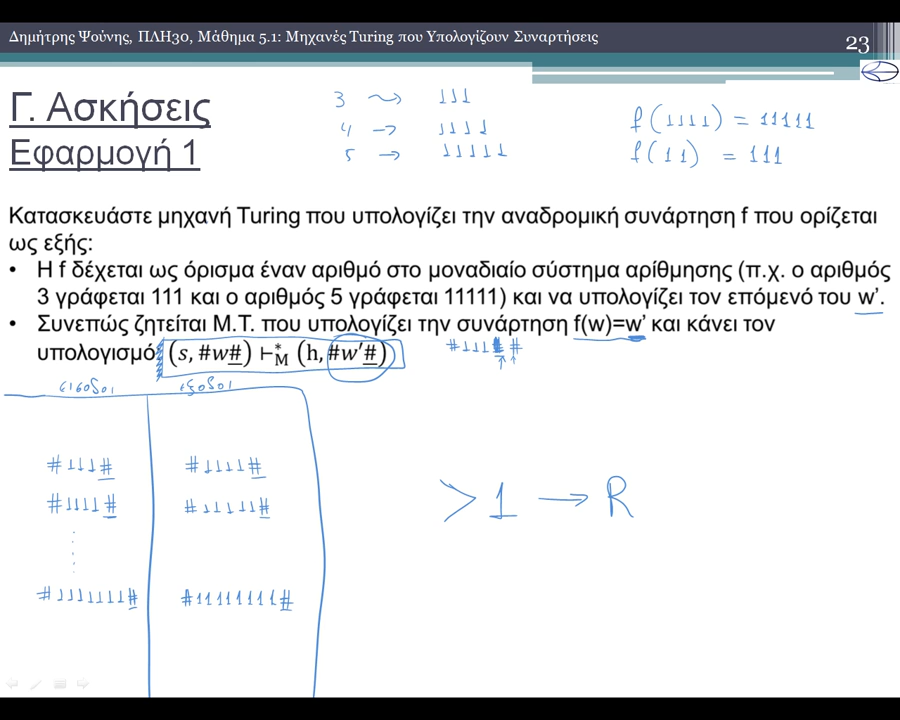 Δημήτρης Ψούνης, ΠΛΗ30, Μάθημα 5.1: Μηχανές Turing που Υπολογίζουν Συναρτήσεις
23
Γ. Ασκήσεις
Εφαρμογή 1
3 ⤳ 111
4 → 1111
5 → 11111
f(1111) = 11111
f(11) = 111
Κατασκευάστε μηχανή Turing που υπολογίζει την αναδρομική συνάρτηση f που ορίζεται
ως εξής:
• Η f δέχεται ως όρισμα έναν αριθμό στο μοναδιαίο σύστημα αρίθμησης (π.χ. ο αριθμός
3 γράφεται 111 και ο αριθμός 5 γράφεται 11111) και να υπολογίζει τον επόμενό του w’.
• Συνεπώς ζητείται Μ.Τ. που υπολογίζει την συνάρτηση f(w)=w’ και κάνει τον
υπολογισμό: (s, #w#) ⊢*M (h, #w′#)
#111##
είσοδοι έξοδοι
#111# #1111#
#1111# #11111#
#1111111# #11111111#
> 1 → R